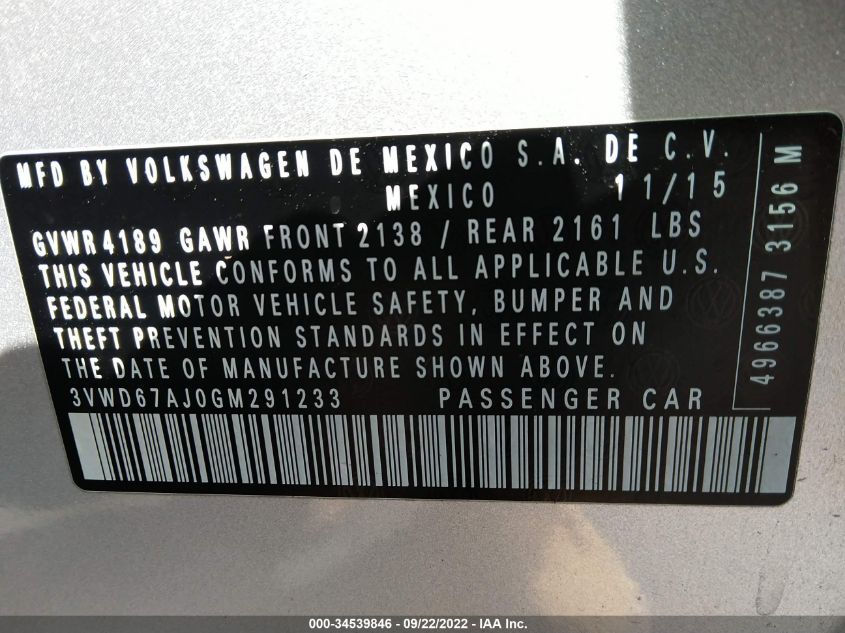 MFD BY VOLKSWAGEN DE MEXICO S.A. DE C.V.
MEXICO 11/15
GVWR4189 GAWR FRONT 2138 / REAR 2161 LBS
THIS VEHICLE CONFORMS TO ALL APPLICABLE U.S.
FEDERAL MOTOR VEHICLE SAFETY, BUMPER AND
THEFT PREVENTION STANDARDS IN EFFECT ON
THE DATE OF MANUFACTURE SHOWN ABOVE.
3VWD67AJ0GM291233 PASSENGER CAR
4966387 3156 M
000-34539846 - 09/22/2022 - IAA Inc.